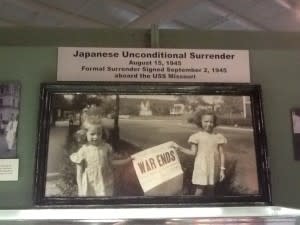 Japanese Unconditional Surrender
August 15, 1945
Formal Surrender Signed September 2, 1945
aboard the USS Missouri
WAR ENDS